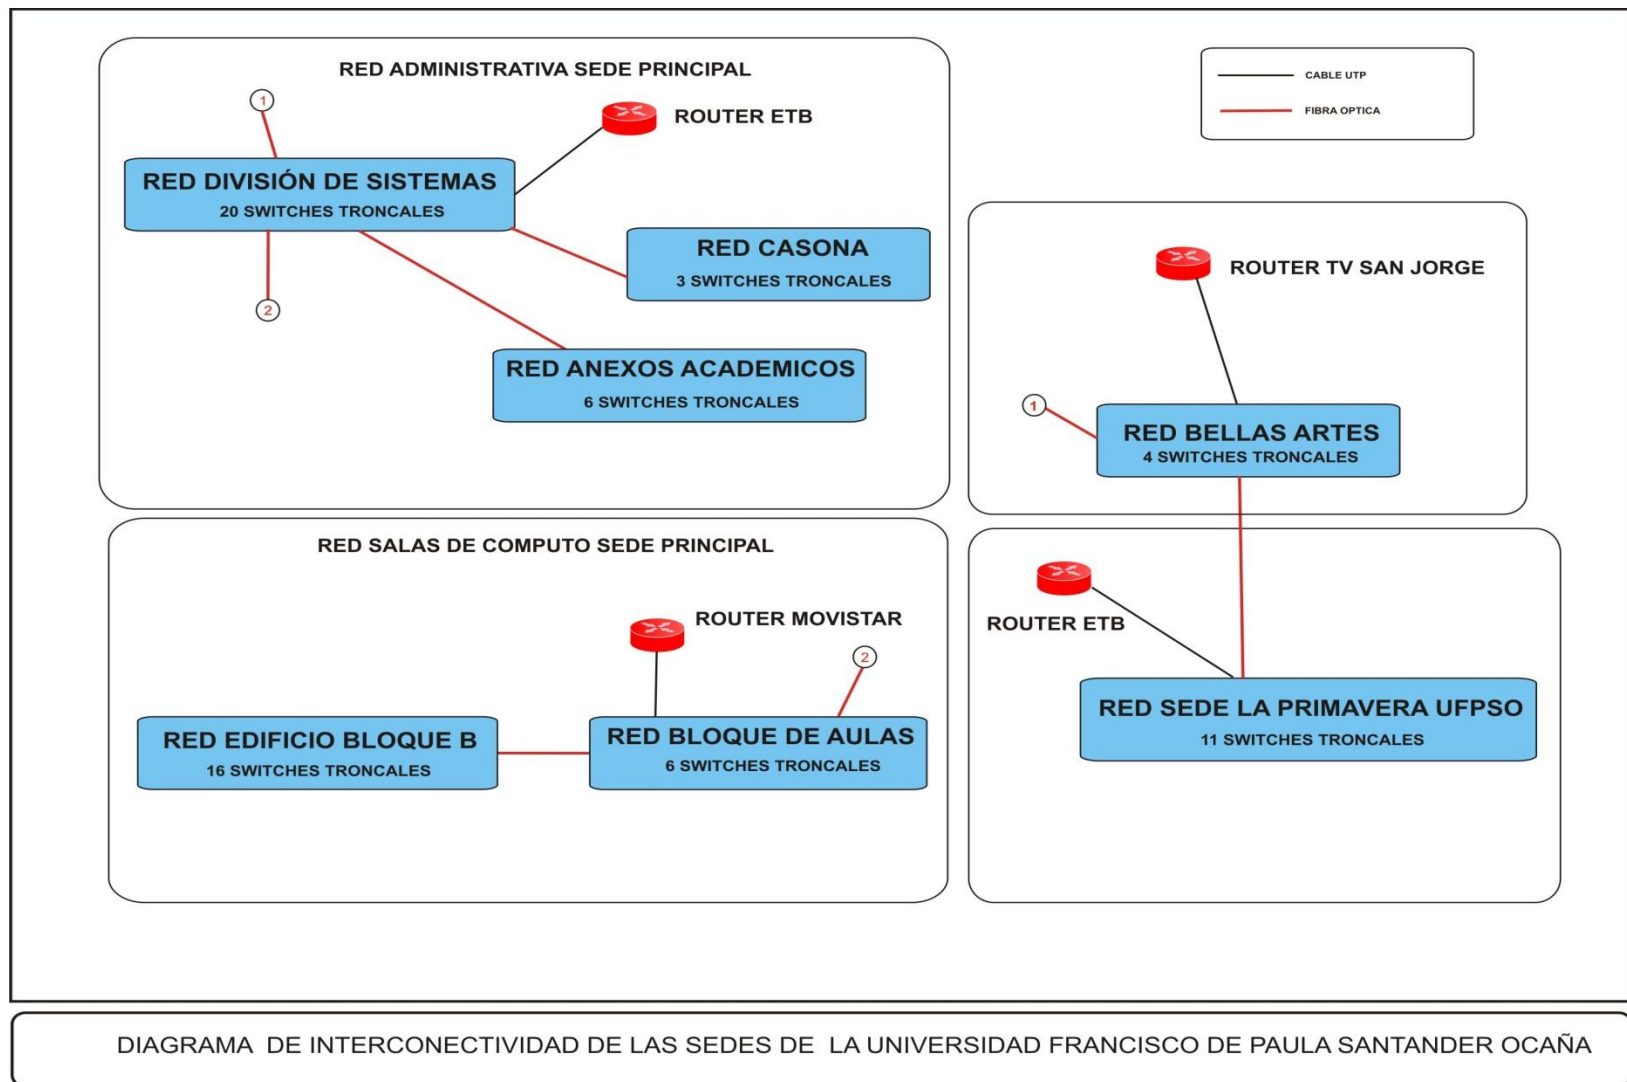 RED ADMINISTRATIVA SEDE PRINCIPAL
1
ROUTER ETB
RED DIVISIÓN DE SISTEMAS
20 SWITCHES TRONCALES
RED CASONA
3 SWITCHES TRONCALES
2
RED ANEXOS ACADEMICOS
6 SWITCHES TRONCALES
CABLE UTP
FIBRA OPTICA
ROUTER TV SAN JORGE
1
RED BELLAS ARTES
4 SWITCHES TRONCALES
RED SALAS DE COMPUTO SEDE PRINCIPAL
ROUTER MOVISTAR
2
RED EDIFICIO BLOQUE B
16 SWITCHES TRONCALES
RED BLOQUE DE AULAS
6 SWITCHES TRONCALES
ROUTER ETB
RED SEDE LA PRIMAVERA UFPSO
11 SWITCHES TRONCALES
DIAGRAMA DE INTERCONECTIVIDAD DE LAS SEDES DE LA UNIVERSIDAD FRANCISCO DE PAULA SANTANDER OCAÑA